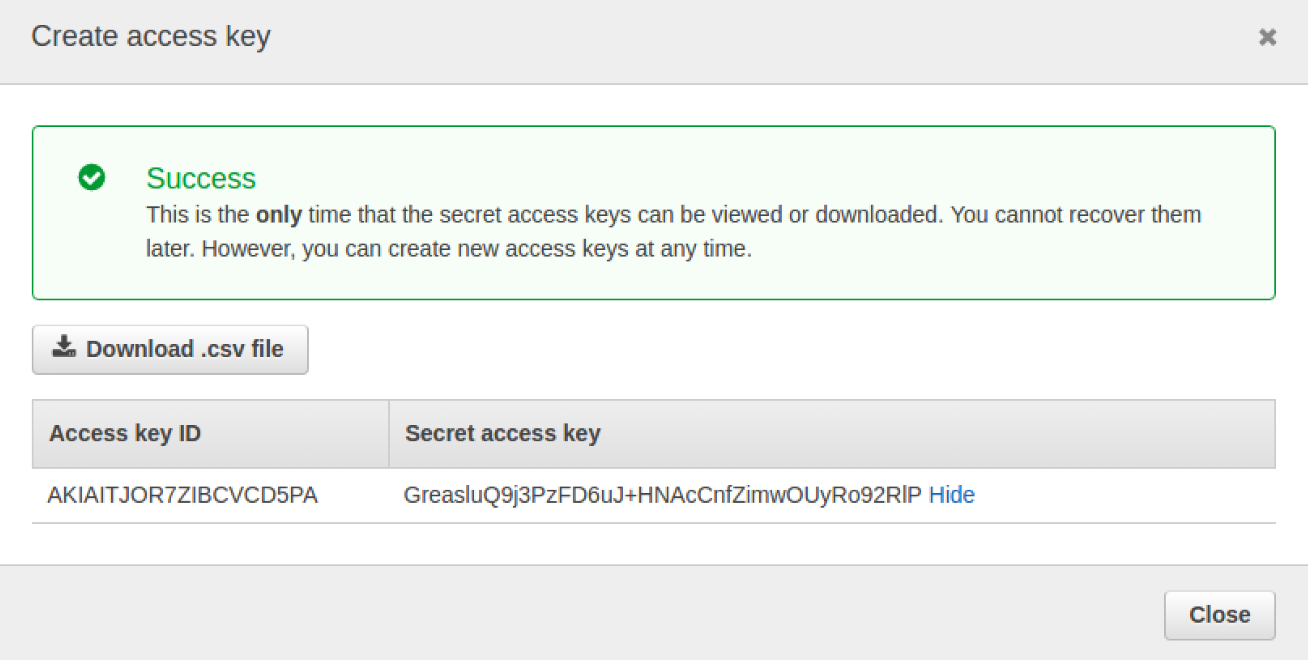 Create access key
Success
This is the only time that the secret access keys can be viewed or downloaded. You cannot recover them
later. However, you can create new access keys at any time.
Download .csv file
Access key ID Secret access key
AKIAITJOR7ZIBCVCD5PA GreasluQ9j3PzFD6uJ+HNAcCnfZimwOUyRo92RlP Hide
Close